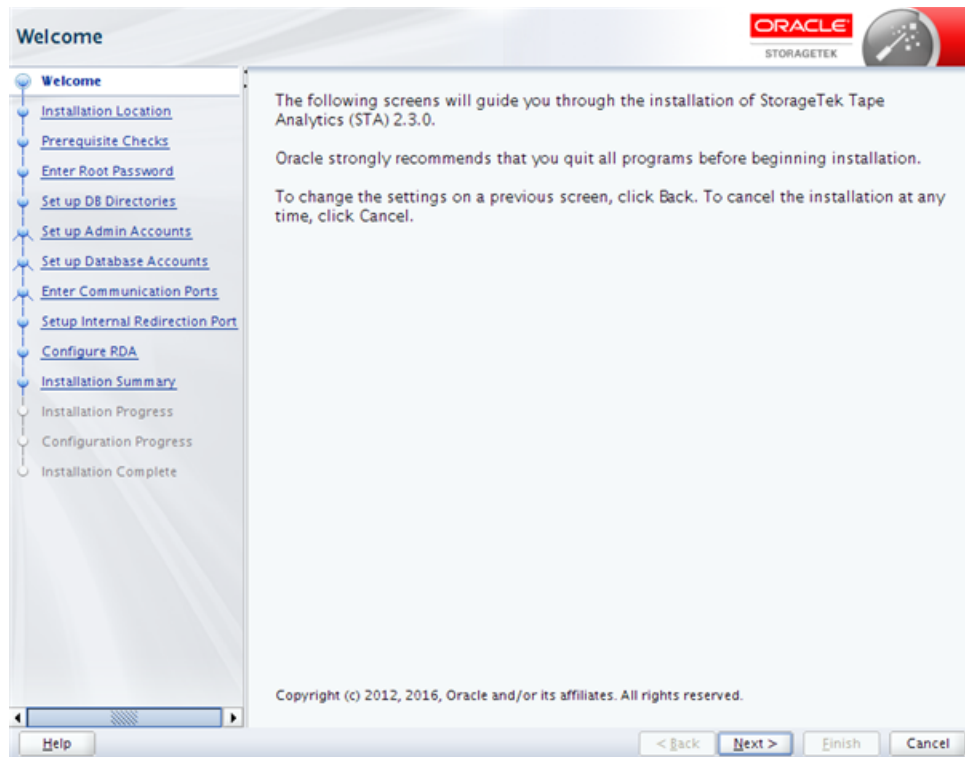 Welcome
ORACLE
STORAGETEK
Welcome
Installation Location
Prerequisite Checks
Enter Root Password
Set up DB Directories
Set up Admin Accounts
Set up Database Accounts
Enter Communication Ports
Setup Internal Redirection Port
Configure RDA
Installation Summary
Installation Progress
Configuration Progress
Installation Complete
The following screens will guide you through the installation of StorageTek Tape
Analytics (STA) 2.3.0.
Oracle strongly recommends that you quit all programs before beginning installation.
To change the settings on a previous screen, click Back. To cancel the installation at any
time, click Cancel.
Copyright (c) 2012, 2016, Oracle and/or its affiliates. All rights reserved.
Help
< Back
Next >
Finish
Cancel